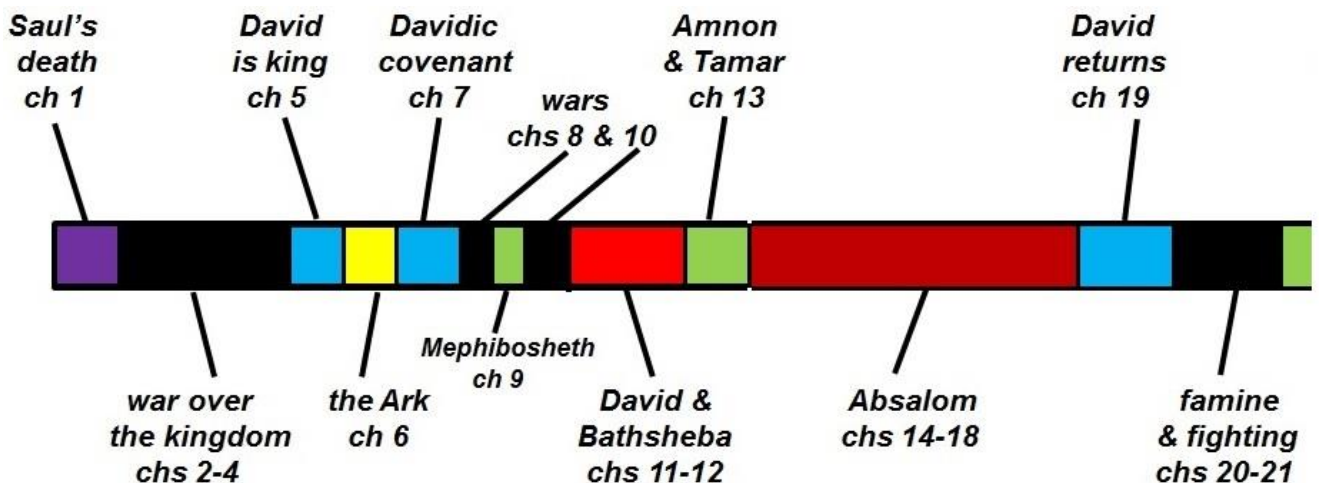 Saul's
death
ch 1
David
is king
ch 5
Davidic
covenant
ch 7
wars
chs 8 & 10
Amnon
& Tamar
ch 13
David
returns
ch 19
war over
the kingdom
chs 2-4
the Ark
ch 6
Mephibosheth
ch 9
David &
Bathsheba
chs 11-12
Absalom
chs 14-18
famine
& fighting
chs 20-21